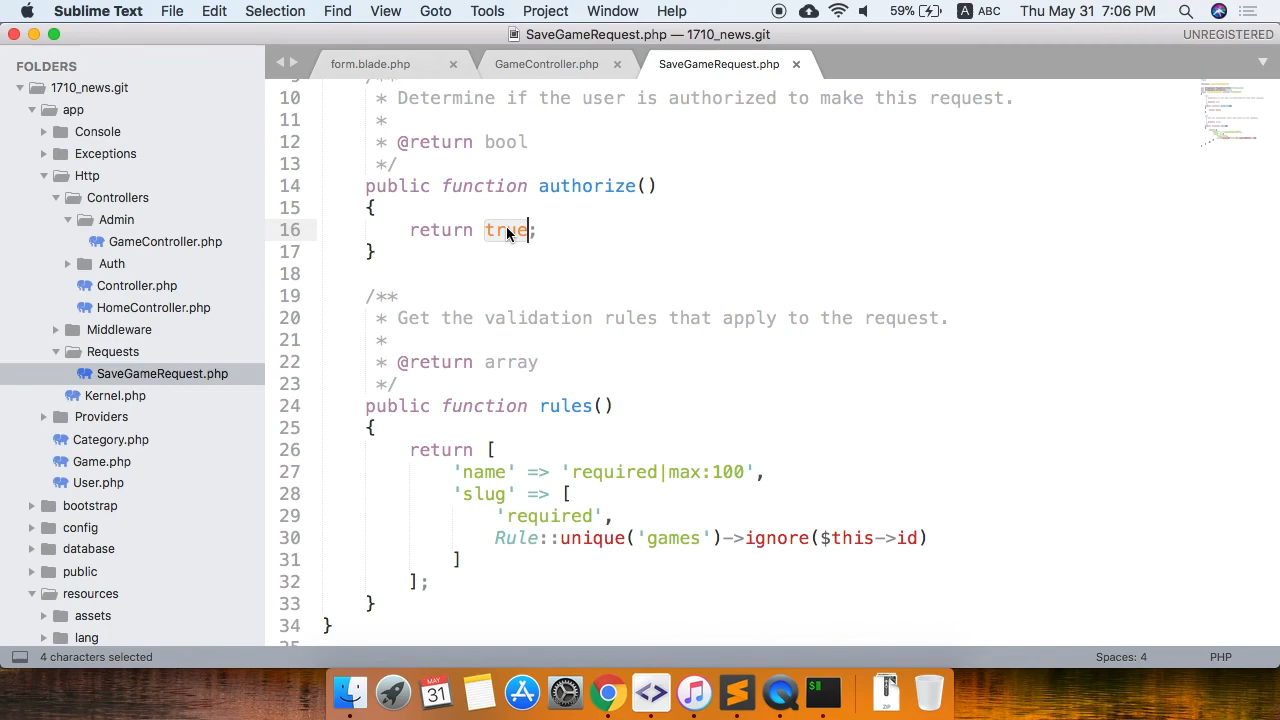 Sublime Text File Edit Selection Find View Goto Tools Project Window Help 59% A ABC Thu May 31 7:06 PM
SaveGameRequest.php — 1710_news.git UNREGISTERED
form.blade.php × GameController.php × SaveGameRequest.php ×
FOLDERS
1710_news.git
app
Console
Exceptions
Http
Controllers
Admin
GameController.php
Auth
Controller.php
HomeController.php
Middleware
Requests
SaveGameRequest.php
Kernel.php
Providers
Category.php
Game.php
User.php
bootstrap
config
database
public
resources
assets
lang
/**
10 * Determine if the user is authorized to make this request.
11 *
12 * @return bool
13 */
14 public function authorize()
15 {
16 return true;
17 }
18
19 /**
20 * Get the validation rules that apply to the request.
21 *
22 * @return array
23 */
24 public function rules()
25 {
26 return [
27 'name' => 'required|max:100',
28 'slug' => [
29 'required',
30 Rule::unique('games')->ignore($this->id)
31 ]
32 ];
33 }
34 }
4 characters selected Spaces: 4 PHP
MAY
31
$
ZIP